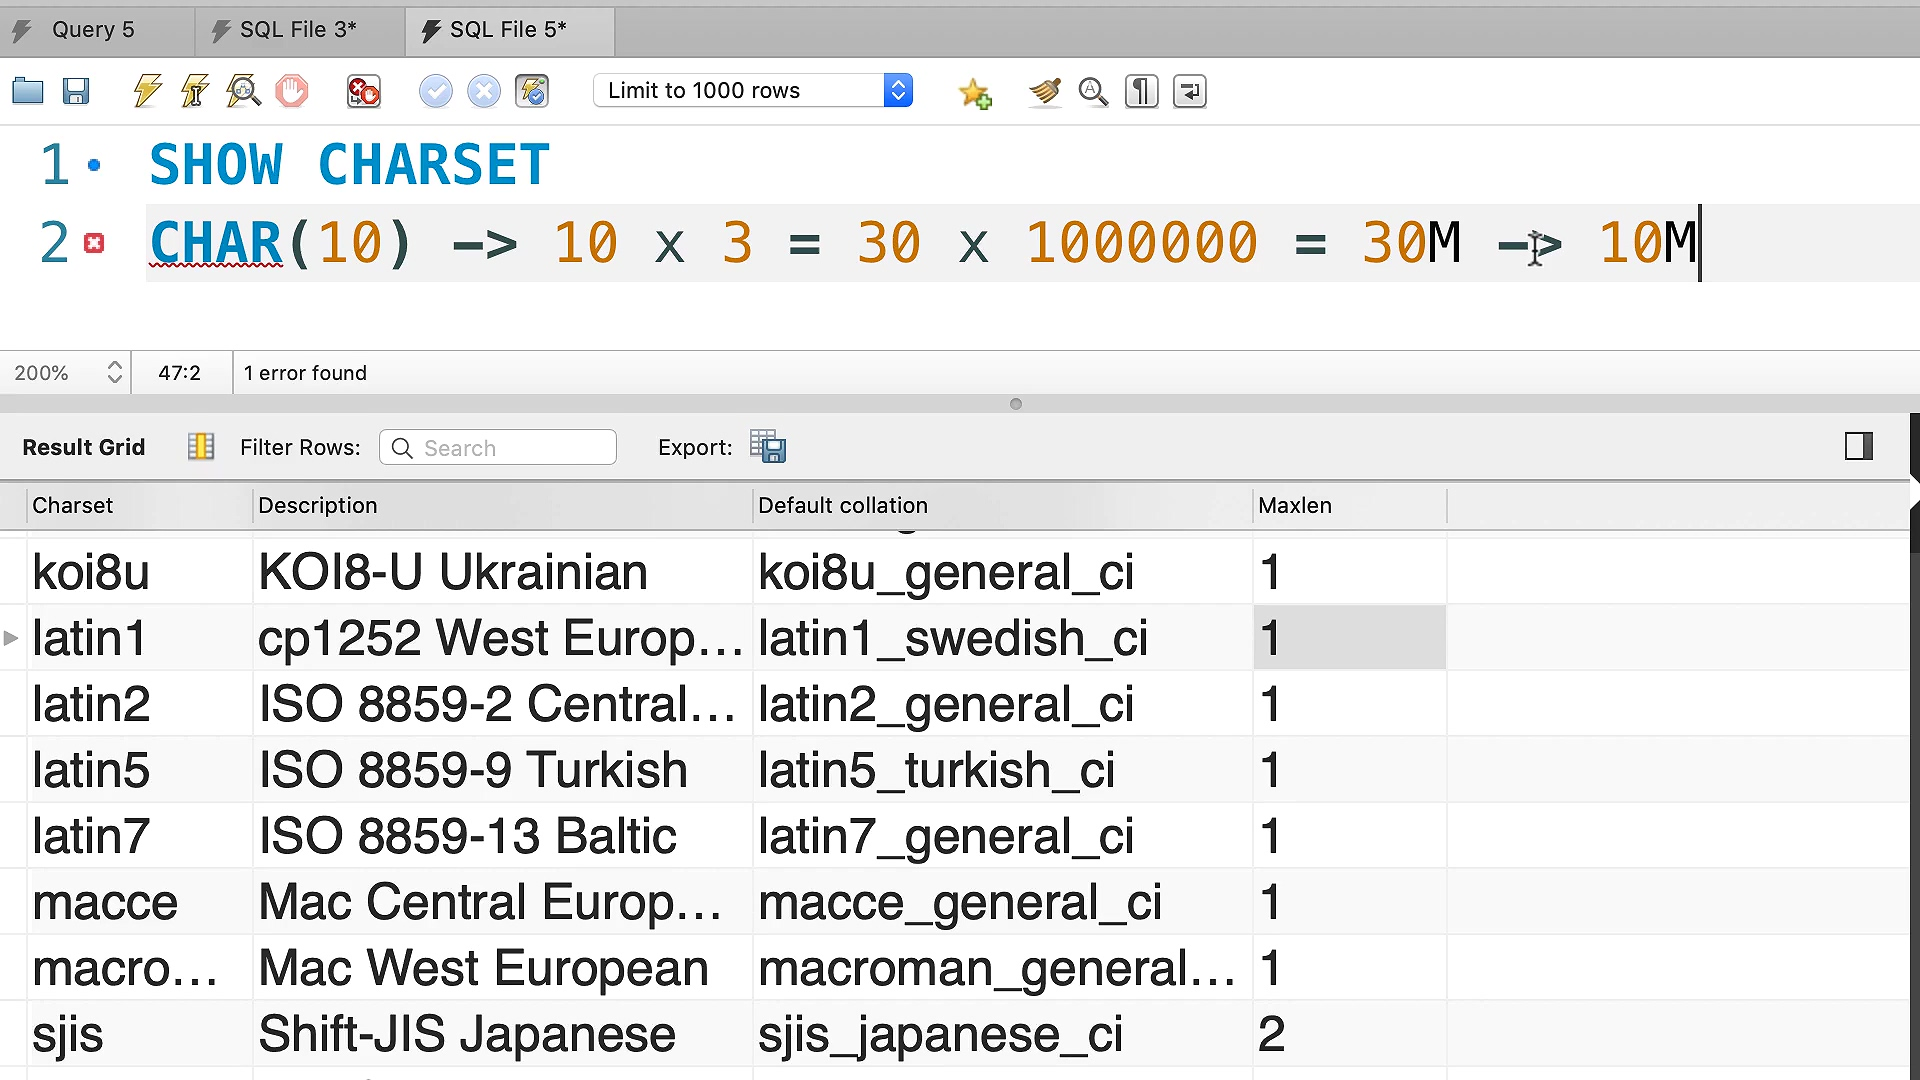 Query 5 SQL File 3* SQL File 5*
Limit to 1000 rows
1 SHOW CHARSET
2 CHAR(10) -> 10 x 3 = 30 x 1000000 = 30M -> 10M
200% 47:2 1 error found
Result Grid Filter Rows: Search Export:
Charset Description Default collation Maxlen
koi8u KOI8-U Ukrainian koi8u_general_ci 1
latin1 cp1252 West Europ... latin1_swedish_ci 1
latin2 ISO 8859-2 Central... latin2_general_ci 1
latin5 ISO 8859-9 Turkish latin5_turkish_ci 1
latin7 ISO 8859-13 Baltic latin7_general_ci 1
macce Mac Central Europ... macce_general_ci 1
macro... Mac West European macroman_general... 1
sjis Shift-JIS Japanese sjis_japanese_ci 2